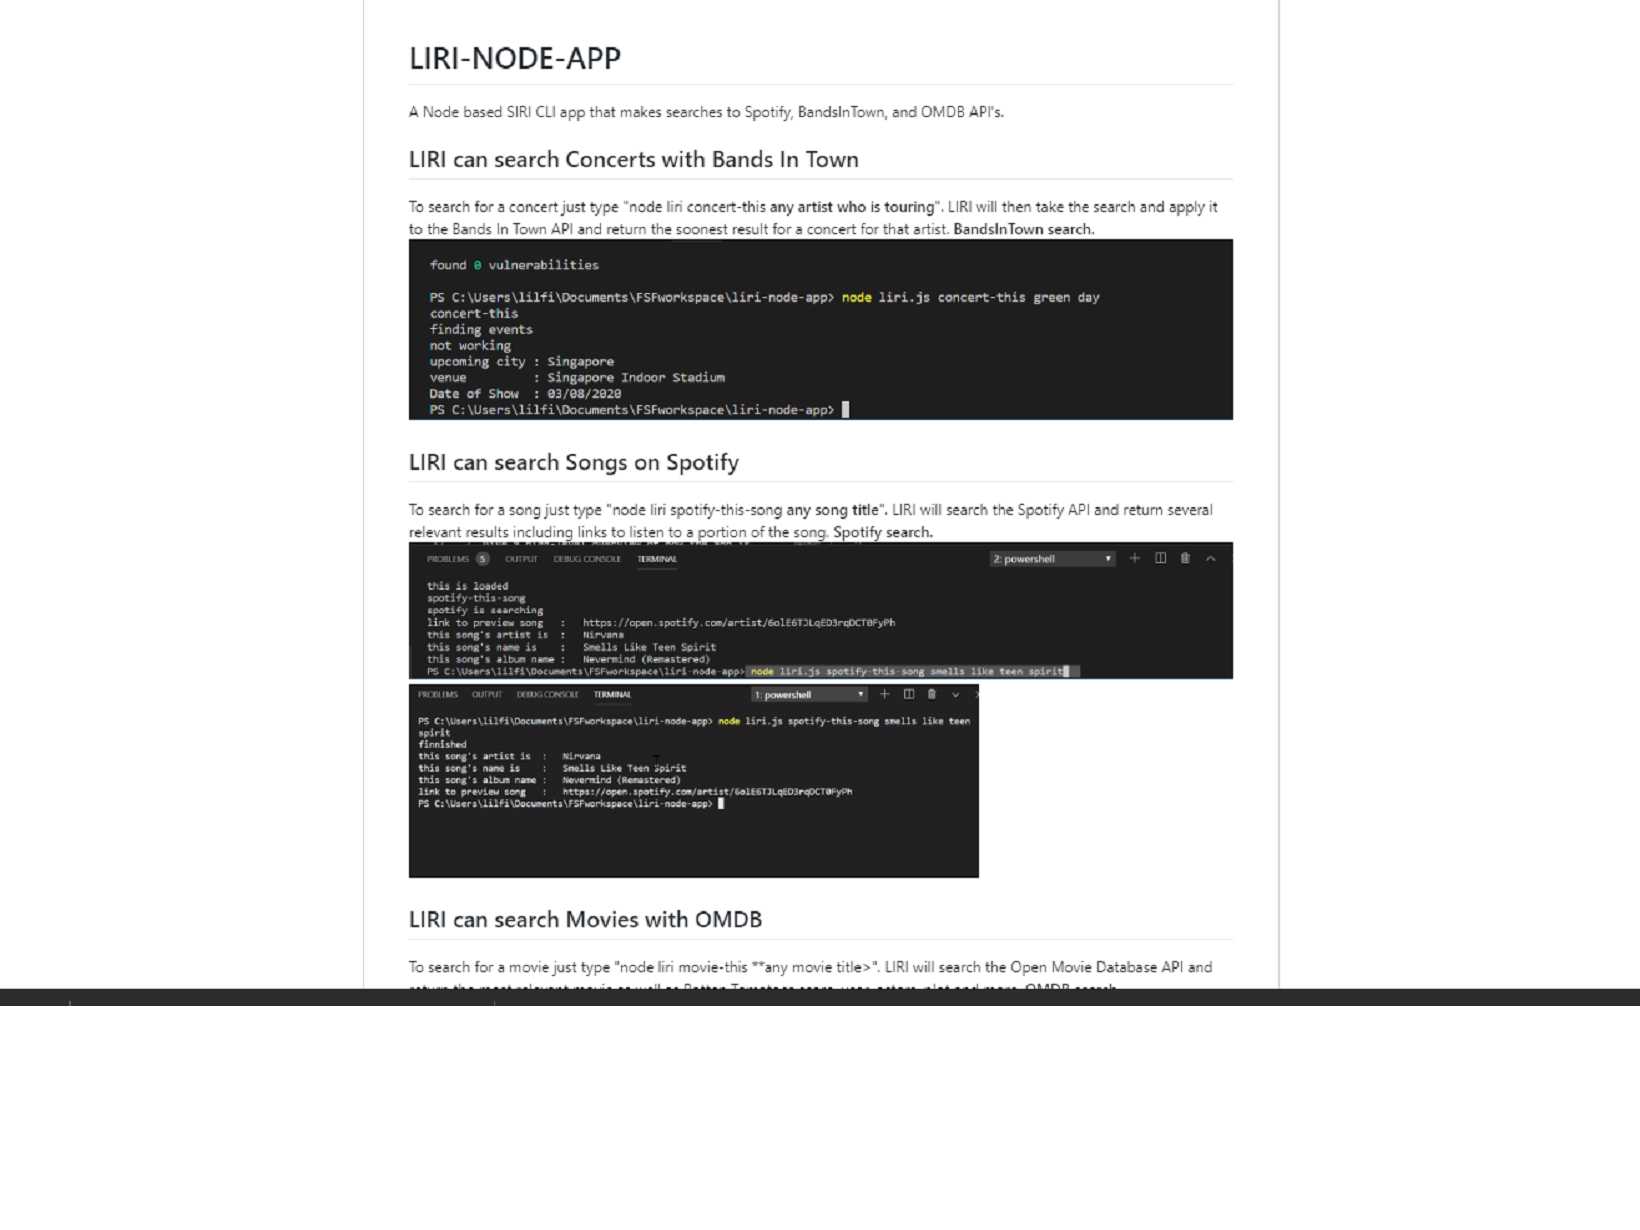 LIRI-NODE-APP
A Node based SIRI CLI app that makes searches to Spotify, BandsInTown, and OMDB API's.
LIRI can search Concerts with Bands In Town
To search for a concert just type "node liri concert-this any artist who is touring". LIRI will then take the search and apply it
to the Bands In Town API and return the soonest result for a concert for that artist. BandsInTown search.
found 0 vulnerabilities
PS C:\Users\lilfi\Documents\FSFworkspace\liri-node-app> node liri.js concert-this green day
concert-this
finding events
not working
upcoming city : Singapore
venue : Singapore Indoor Stadium
Date of Show : 03/08/2020
PS C:\Users\lilfi\Documents\FSFworkspace\liri-node-app>
LIRI can search Songs on Spotify
To search for a song just type "node liri spotify-this-song any song title". LIRI will search the Spotify API and return several
relevant results including links to listen to a portion of the song. Spotify search.
PROBLEMS 5 OUTPUT DEBUG CONSOLE TERMINAL 2: powershell
this is loaded
spotify-this-song
spotify is searching
link to preview song : https://open.spotify.com/artist/6olE6TJLqED3rqDCT0FyPh
this song's artist is : Nirvana
this song's name is : Smells Like Teen Spirit
this song's album name : Nevermind (Remastered)
PS C:\Users\lilfi\Documents\FSFworkspace\liri-node-app> node liri.js spotify-this-song smells like teen spirit
PROBLEMS OUTPUT DEBUG CONSOLE TERMINAL 1: powershell
PS C:\Users\lilfi\Documents\FSFworkspace\liri-node-app> node liri.js spotify-this-song smells like teen
spirit
finnished
this song's artist is : Nirvana
this song's name is : Smells Like Teen Spirit
this song's album name : Nevermind (Remastered)
link to preview song : https://open.spotify.com/artist/6olE6TJLqED3rqDCT0FyPh
PS C:\Users\lilfi\Documents\FSFworkspace\liri-node-app>
LIRI can search Movies with OMDB
To search for a movie just type "node liri movie-this **any movie title>". LIRI will search the Open Movie Database API and